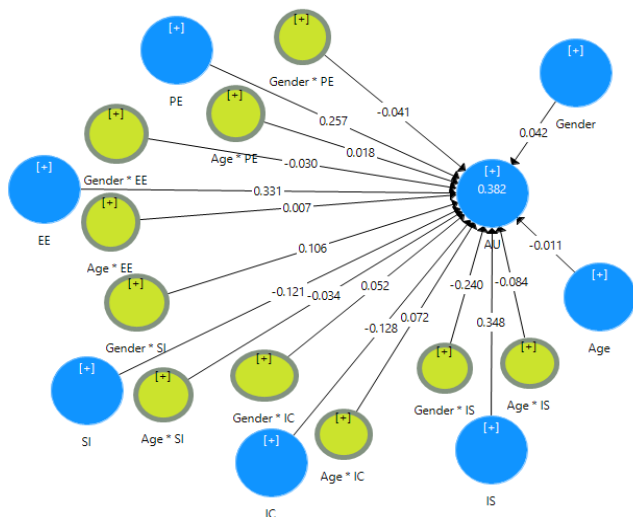 [+]
Gender * PE
[+]
PE
[+]
Gender
[+]
Age * PE
[+]
Gender * EE
[+]
EE
[+]
Age * EE
[+]
0.382
AU
[+]
Age
[+]
Gender * SI
[+]
SI
[+]
Age * SI
[+]
Gender * IC
[+]
IC
[+]
Age * IC
[+]
Gender * IS
[+]
Age * IS
[+]
IS
-0.041
0.257
0.042
0.018
-0.030
0.331
0.007
0.106
-0.011
-0.121
-0.034
0.052
-0.128
0.072
-0.240
-0.084
0.348